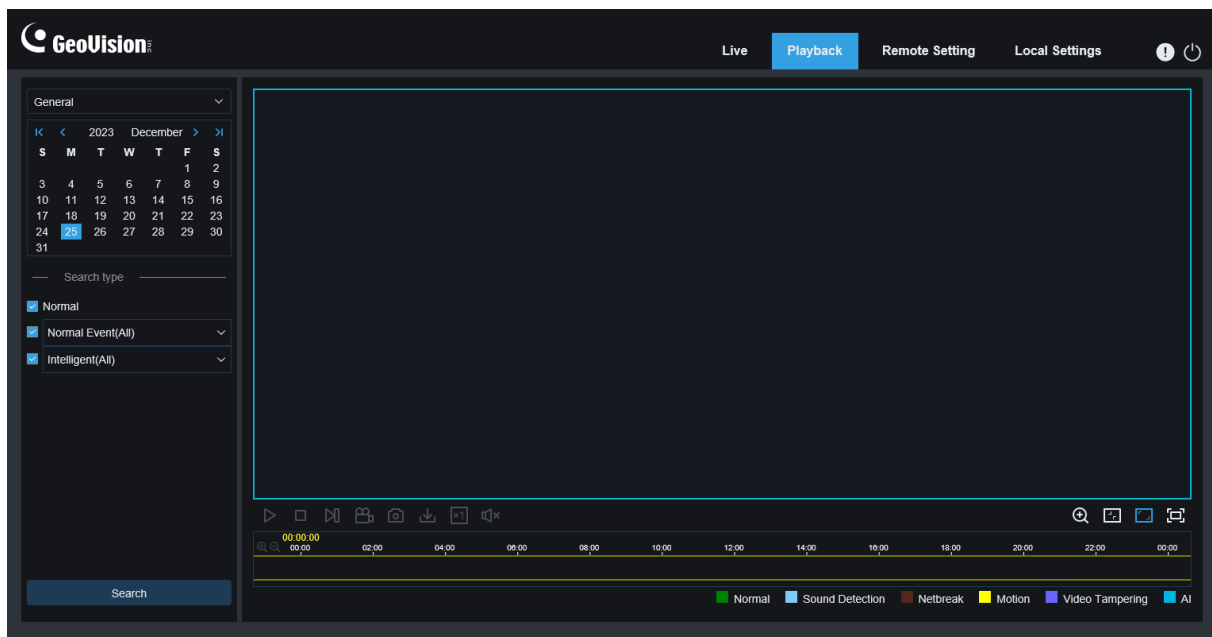 GeoVision Inc
Live Playback Remote Setting Local Settings
General
2023 December
S M T W T F S
1 2
3 4 5 6 7 8 9
10 11 12 13 14 15 16
17 18 19 20 21 22 23
24 25 26 27 28 29 30
31
Search type
Normal
Normal Event(All)
Intelligent(All)
Search
×1
00:00:00
00:00 02:00 04:00 06:00 08:00 10:00 12:00 14:00 16:00 18:00 20:00 22:00 00:00
Normal Sound Detection Netbreak Motion Video Tampering AI